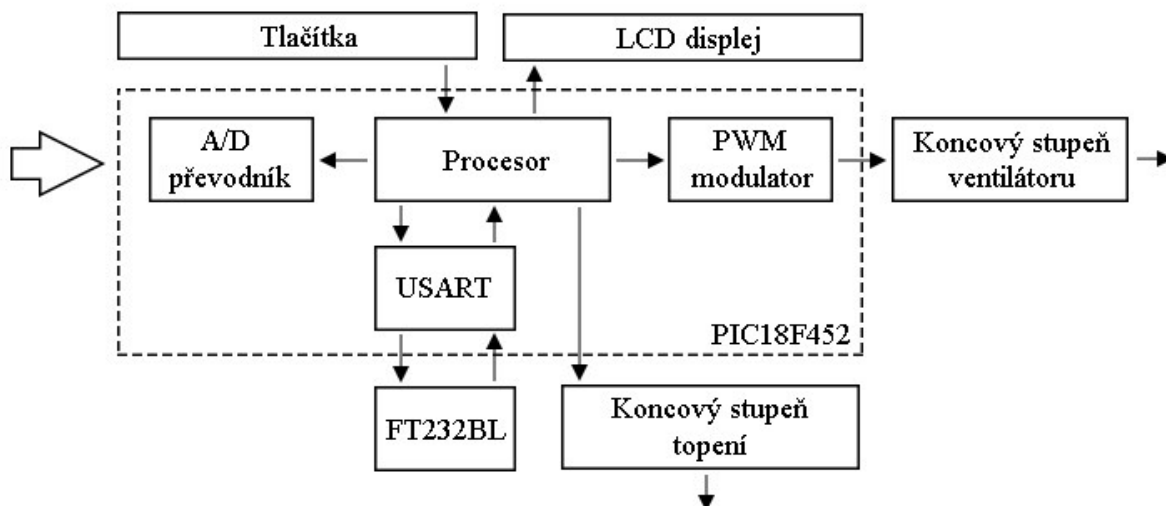 Tlačítka
LCD displej
A/D
převodník
Procesor
PWM
modulator
Koncový stupeň
ventilátoru
USART
PIC18F452
FT232BL
Koncový stupeň
topení